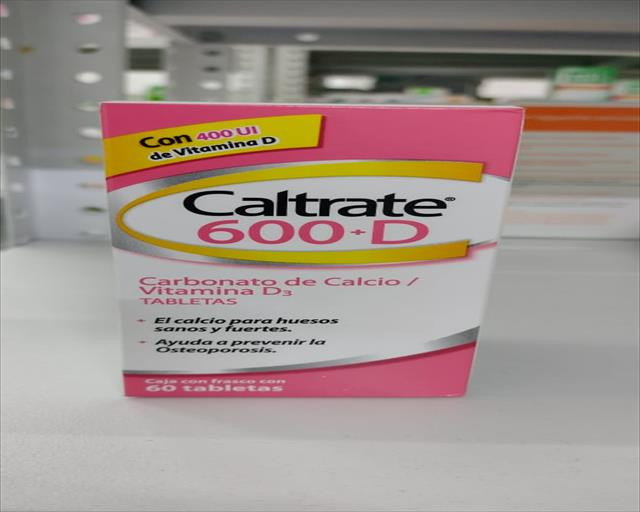 Con 400 UI
de Vitamina D
Caltrate®
600+D
Carbonato de Calcio /
Vitamina D3
TABLETAS
+ El calcio para huesos
sanos y fuertes.
+ Ayuda a prevenir la
Osteoporosis.
Caja con frasco con
60 tabletas